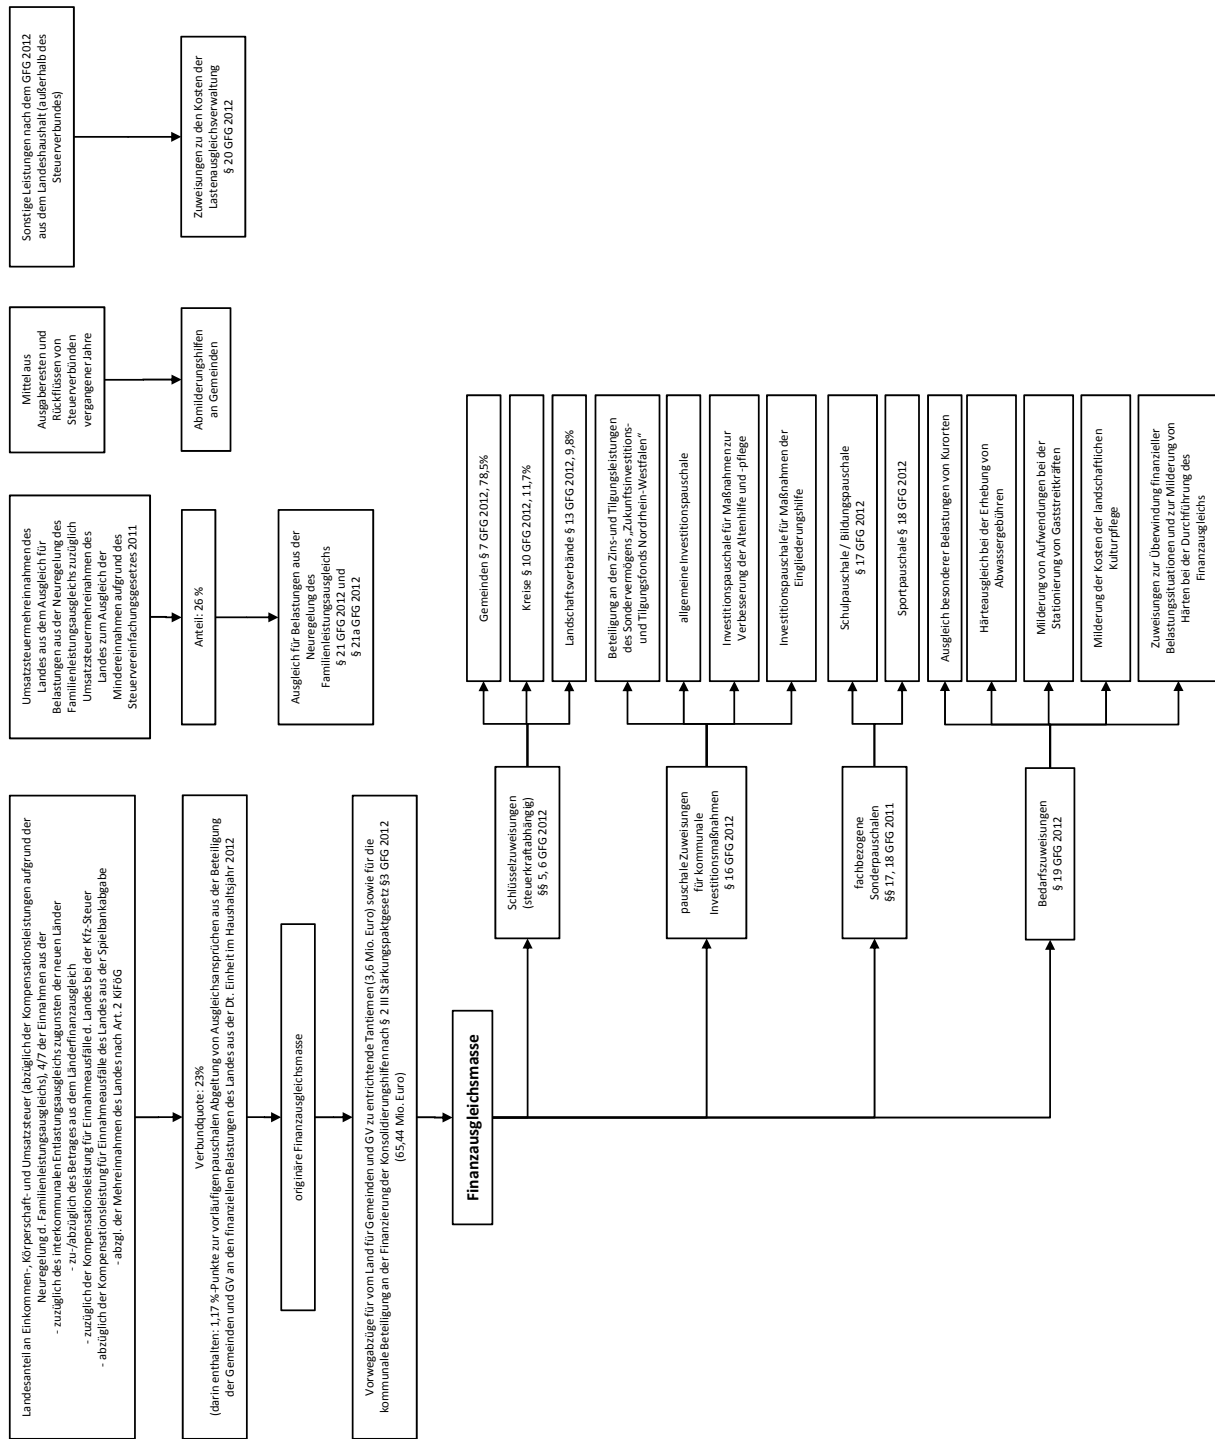 Landesanteil an Einkommen-, Körperschaft- und Umsatzsteuer (abzüglich der Kompensationsleistungen aufgrund der
Neuregelung d. Familienleistungsausgleichs), 4/7 der Einnahmen aus der
- zuzüglich des interkommunalen Entlastungsausgleichs zugunsten der neuen Länder
- zu-/abzüglich des Betrages aus dem Länderfinanzausgleich
- zuzüglich der Kompensationsleistung für Einnahmeausfälle d. Landes bei der Kfz-Steuer
- abzüglich der Kompensationsleistung für Einnahmeausfälle des Landes aus der Spielbankabgabe
- abzgl. der Mehreinnahmen des Landes nach Art. 2 KiFöG
Verbundquote: 23%
(darin enthalten: 1,17 %-Punkte zur vorläufigen pauschalen Abgeltung von Ausgleichsansprüchen aus der Beteiligung
der Gemeinden und GV an den finanziellen Belastungen des Landes aus der Dt. Einheit im Haushaltsjahr 2012
originäre Finanzausgleichsmasse
Vorwegabzüge für vom Land für Gemeinden und GV zu entrichtende Tantiemen (3,6 Mio. Euro) sowie für die
kommunale Beteiligung an der Finanzierung der Konsolidierungshilfen nach § 2 III Stärkungspaktgesetz §3 GFG 2012
(65,44 Mio. Euro)
Finanzausgleichsmasse
Umsatzsteuermehreinnahmen des
Landes aus dem Ausgleich für
Belastungen aus der Neuregelung des
Familienleistungsausgleichs zuzüglich
Umsatzsteuermehreinnahmen des
Landes zum Ausgleich der
Mindereinnahmen aufgrund des
Steuervereinfachungsgesetzes 2011
Anteil: 26 %
Ausgleich für Belastungen aus der
Neuregelung des
Familienleistungsausgleichs
§ 21 GFG 2012 und
§ 21a GFG 2012
Mittel aus
Ausgaberesten und
Rückflüssen von
Steuerverbünden
vergangener Jahre
Abmilderungshilfen
an Gemeinden
Sonstige Leistungen nach dem GFG 2012
aus dem Landeshaushalt (außerhalb des
Steuerverbundes)
Zuweisungen zu den Kosten der
Lastenausgleichsverwaltung
§ 20 GFG 2012
Schlüsselzuweisungen
(steuerkraftabhängig)
§§ 5, 6 GFG 2012
Gemeinden § 7 GFG 2012, 78,5%
Kreise § 10 GFG 2012, 11,7%
Landschaftsverbände § 13 GFG 2012, 9,8%
pauschale Zuweisungen
für kommunale
Investitionsmaßnahmen
§ 16 GFG 2012
Beteiligung an den Zins-und Tilgungsleistungen
des Sondervermögens „Zukunftsinvestitions-
und Tilgungsfonds Nordrhein-Westfalen“
allgemeine Investitionspauschale
Investitionspauschale für Maßnahmen zur
Verbesserung der Altenhilfe und -pflege
Investitionspauschale für Maßnahmen der
Eingliederungshilfe
fachbezogene
Sonderpauschalen
§§ 17, 18 GFG 2011
Schulpauschale / Bildungspauschale
§ 17 GFG 2012
Sportpauschale § 18 GFG 2012
Bedarfszuweisungen
§ 19 GFG 2012
Ausgleich besonderer Belastungen von Kurorten
Härteausgleich bei der Erhebung von
Abwassergebühren
Milderung von Aufwendungen bei der
Stationierung von Gaststreitkräften
Milderung der Kosten der landschaftlichen
Kulturpflege
Zuweisungen zur Überwindung finanzieller
Belastungssituationen und zur Milderung von
Härten bei der Durchführung des
Finanzausgleichs